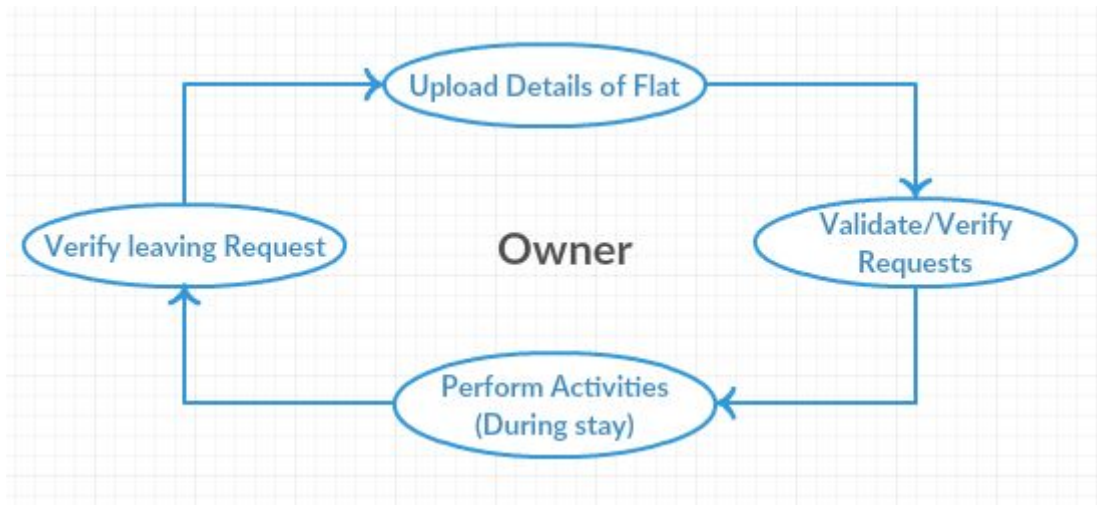 Upload Details of Flat
Validate/Verify
Requests
Verify leaving Request
Owner
Perform Activities
(During stay)